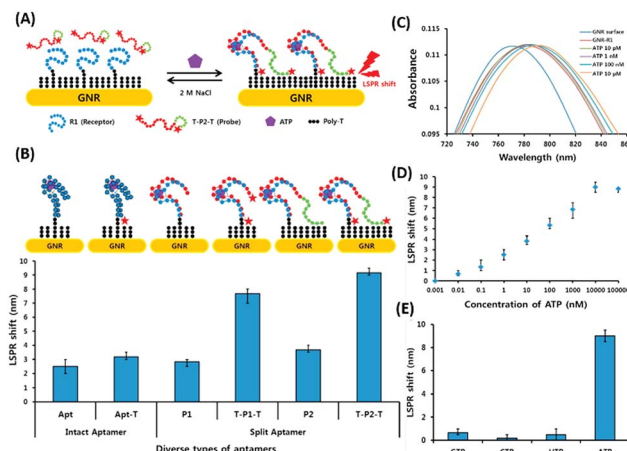 (A)
2 M NaCl
LSPR shift
GNR
GNR
R1 (Receptor)
T-P2-T (Probe)
ATP
Poly-T
(B)
GNR
GNR
GNR
GNR
GNR
GNR
LSPR shift (nm)
10
9
8
7
6
5
4
3
2
1
0
Apt
Apt-T
P1
T-P1-T
P2
T-P2-T
Intact Aptamer
Split Aptamer
Diverse types of aptamers
(C)
Absorbance
0.115
0.11
0.105
0.1
0.095
GNR surface
GNR-R1
ATP 10 pM
ATP 1 nM
ATP 100 nM
ATP 10 μM
720
740
760
780
800
820
840
Wavelength (nm)
(D)
LSPR shift (nm)
10
9
8
7
6
5
4
3
2
1
0
0.001
0.01
0.1
1
10
100
1000
10000
Concentration of ATP (nM)
(E)
LSPR shift (nm)
10
8
6
4
2
0
ATP